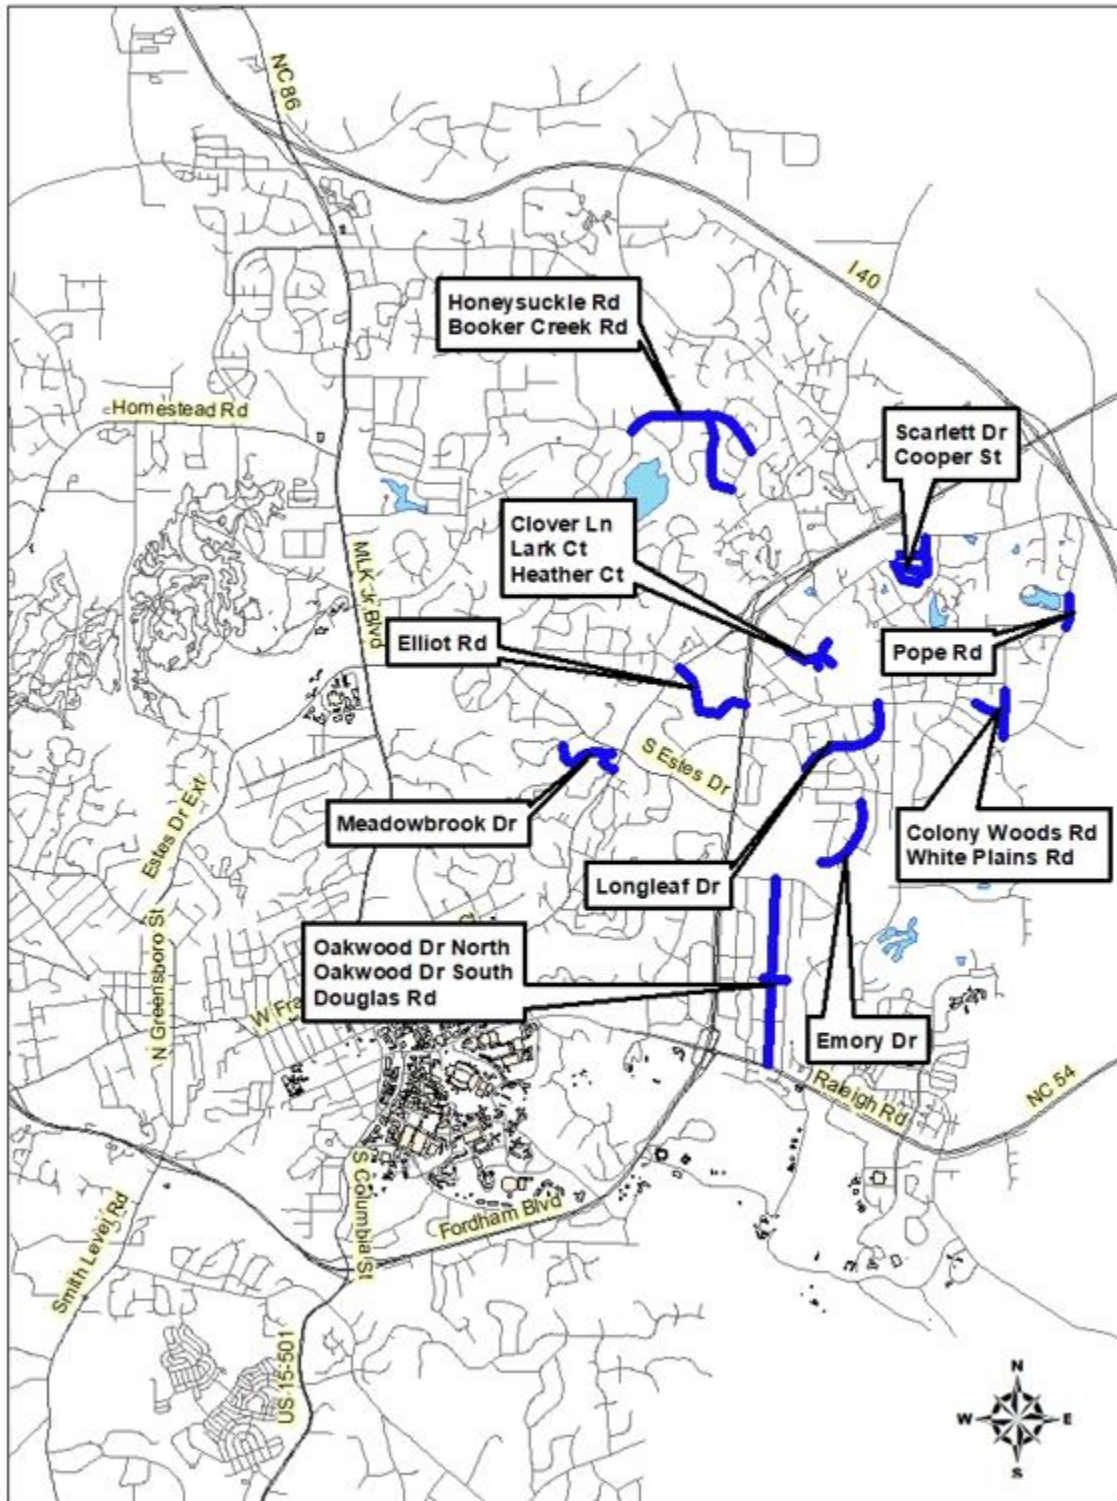 NC 86
I 40
Honeysuckle Rd
Booker Creek Rd
Homestead Rd
Scarlett Dr
Cooper St
Clover Ln
Lark Ct
Heather Ct
MLK Jr Blvd
Elliot Rd
Pope Rd
S Estes Dr
Estes Dr Ext
Meadowbrook Dr
Colony Woods Rd
White Plains Rd
Longleaf Dr
N Greensboro St
Oakwood Dr North
Oakwood Dr South
Douglas Rd
W Fra
Emory Dr
Raleigh Rd
NC 54
S Columbia St
Fordham Blvd
Smith Level Rd
US 15-501
N
W E
S